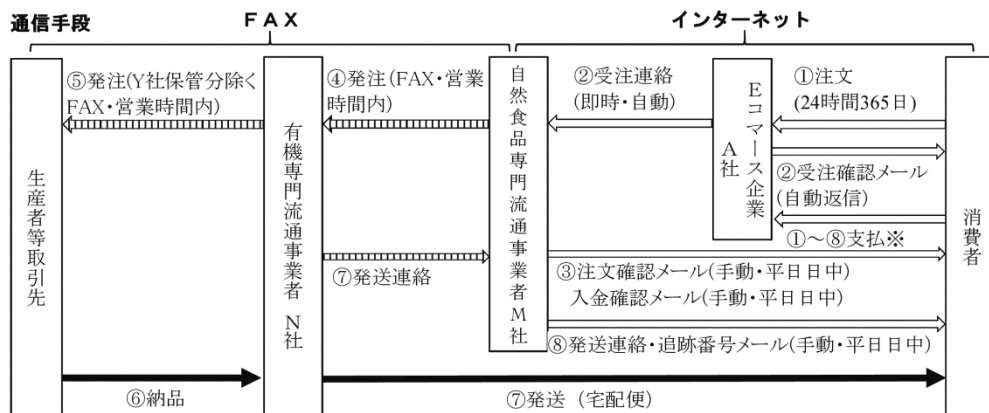 通信手段
FAX
インターネット
⑤発注(Y社保管分除く
FAX・営業時間内)
④発注(FAX・営業
時間内)
②受注連絡
(即時・自動)
①注文
(24時間365日)
②受注確認メール
(自動返信)
①～⑧支払※
⑦発送連絡
③注文確認メール(手動・平日日中)
入金確認メール(手動・平日日中)
⑧発送連絡・追跡番号メール(手動・平日日中)
⑥納品
⑦発送（宅配便）
生産者等取引先
有機専門流通事業者 N社
自然食品専門流通事業者M社
Eコマース企業
A社
消費者